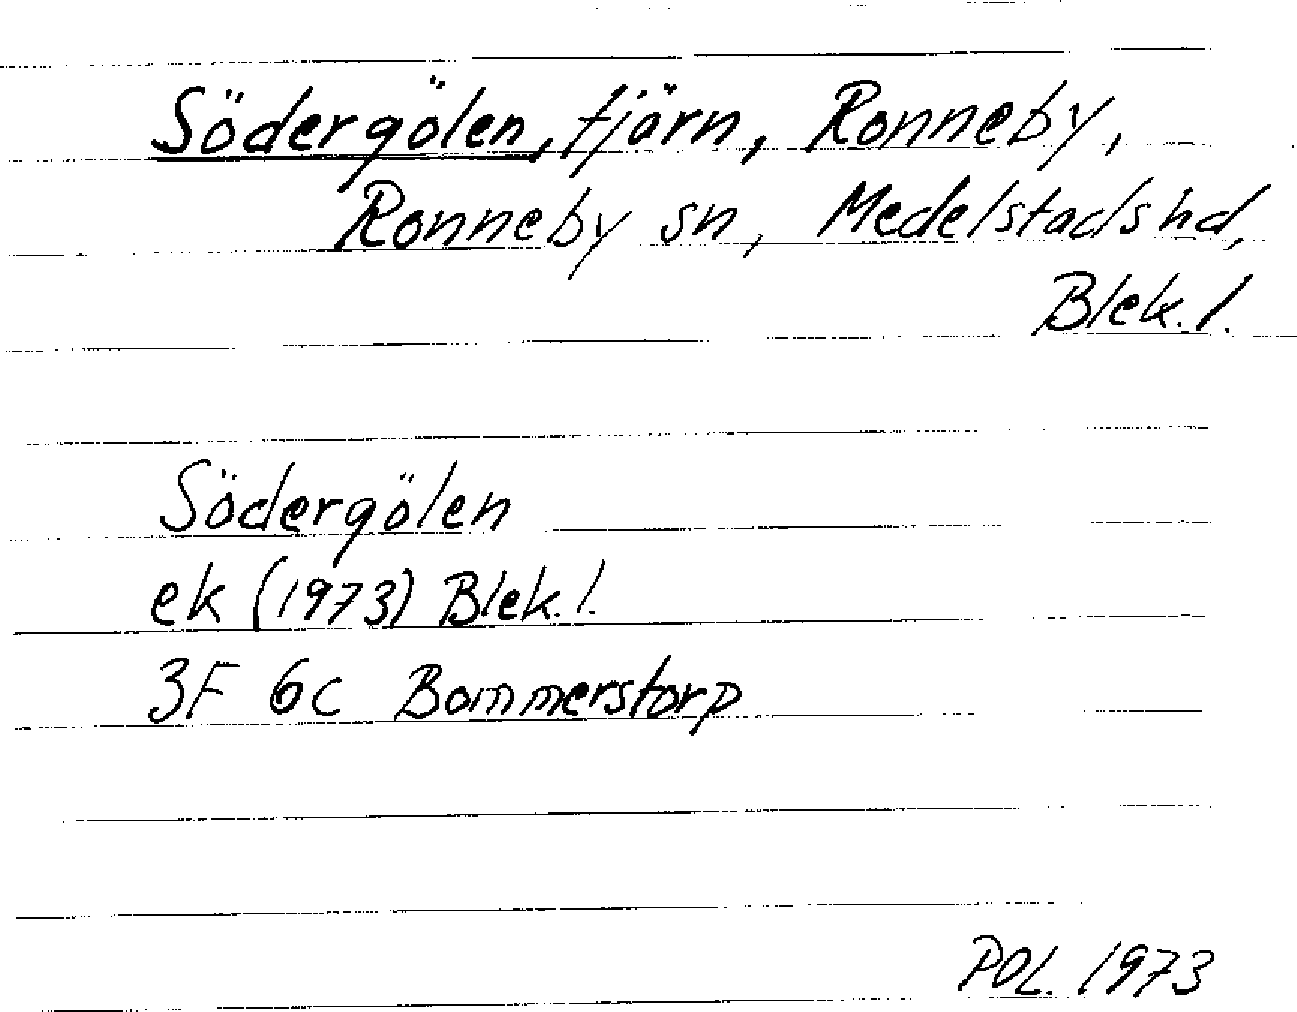 Södergölen, tjärn, Ronneby,
Ronneby sn, Medelstads hd,
Blek. l.
Södergölen
ek (1973) Blek. l.
3F 6c Bommerstorp
POL. 1973